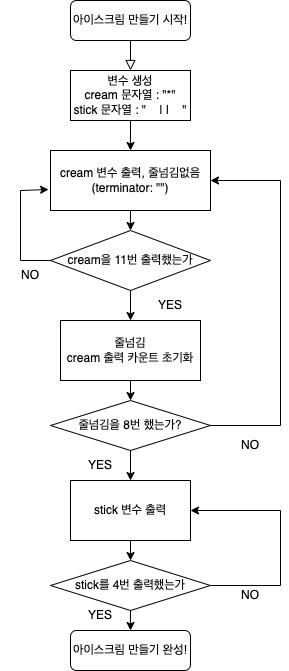 아이스크림 만들기 시작!
변수 생성
cream 문자열 : "*"
stick 문자열 : "    ||    "
cream 변수 출력, 줄넘김없음
(terminator: "")
cream을 11번 출력했는가
NO
YES
줄넘김
cream 출력 카운트 초기화
줄넘김을 8번 했는가?
NO
YES
stick 변수 출력
stick를 4번 출력했는가
NO
YES
아이스크림 만들기 완성!